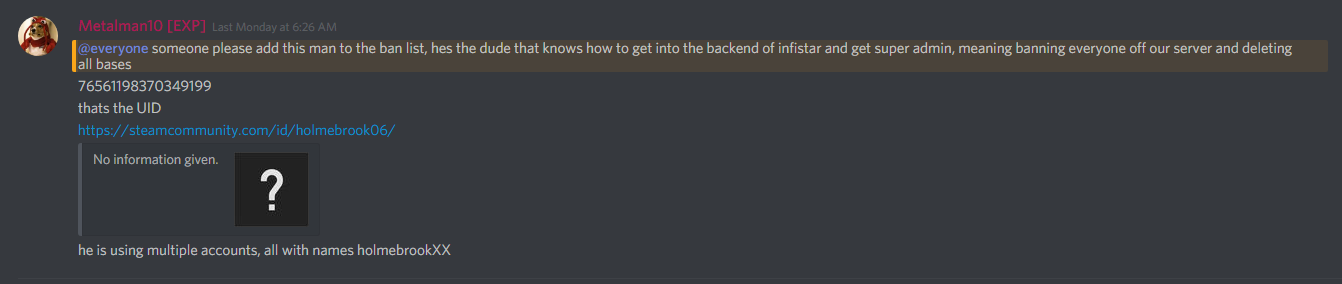 Metalman10 [EXP] Last Monday at 6:26 AM
@everyone someone please add this man to the ban list, hes the dude that knows how to get into the backend of infistar and get super admin, meaning banning everyone off our server and deleting
all bases
76561198370349199
thats the UID
https://steamcommunity.com/id/holmebrook06/
No information given.
?
he is using multiple accounts, all with names holmebrookXX